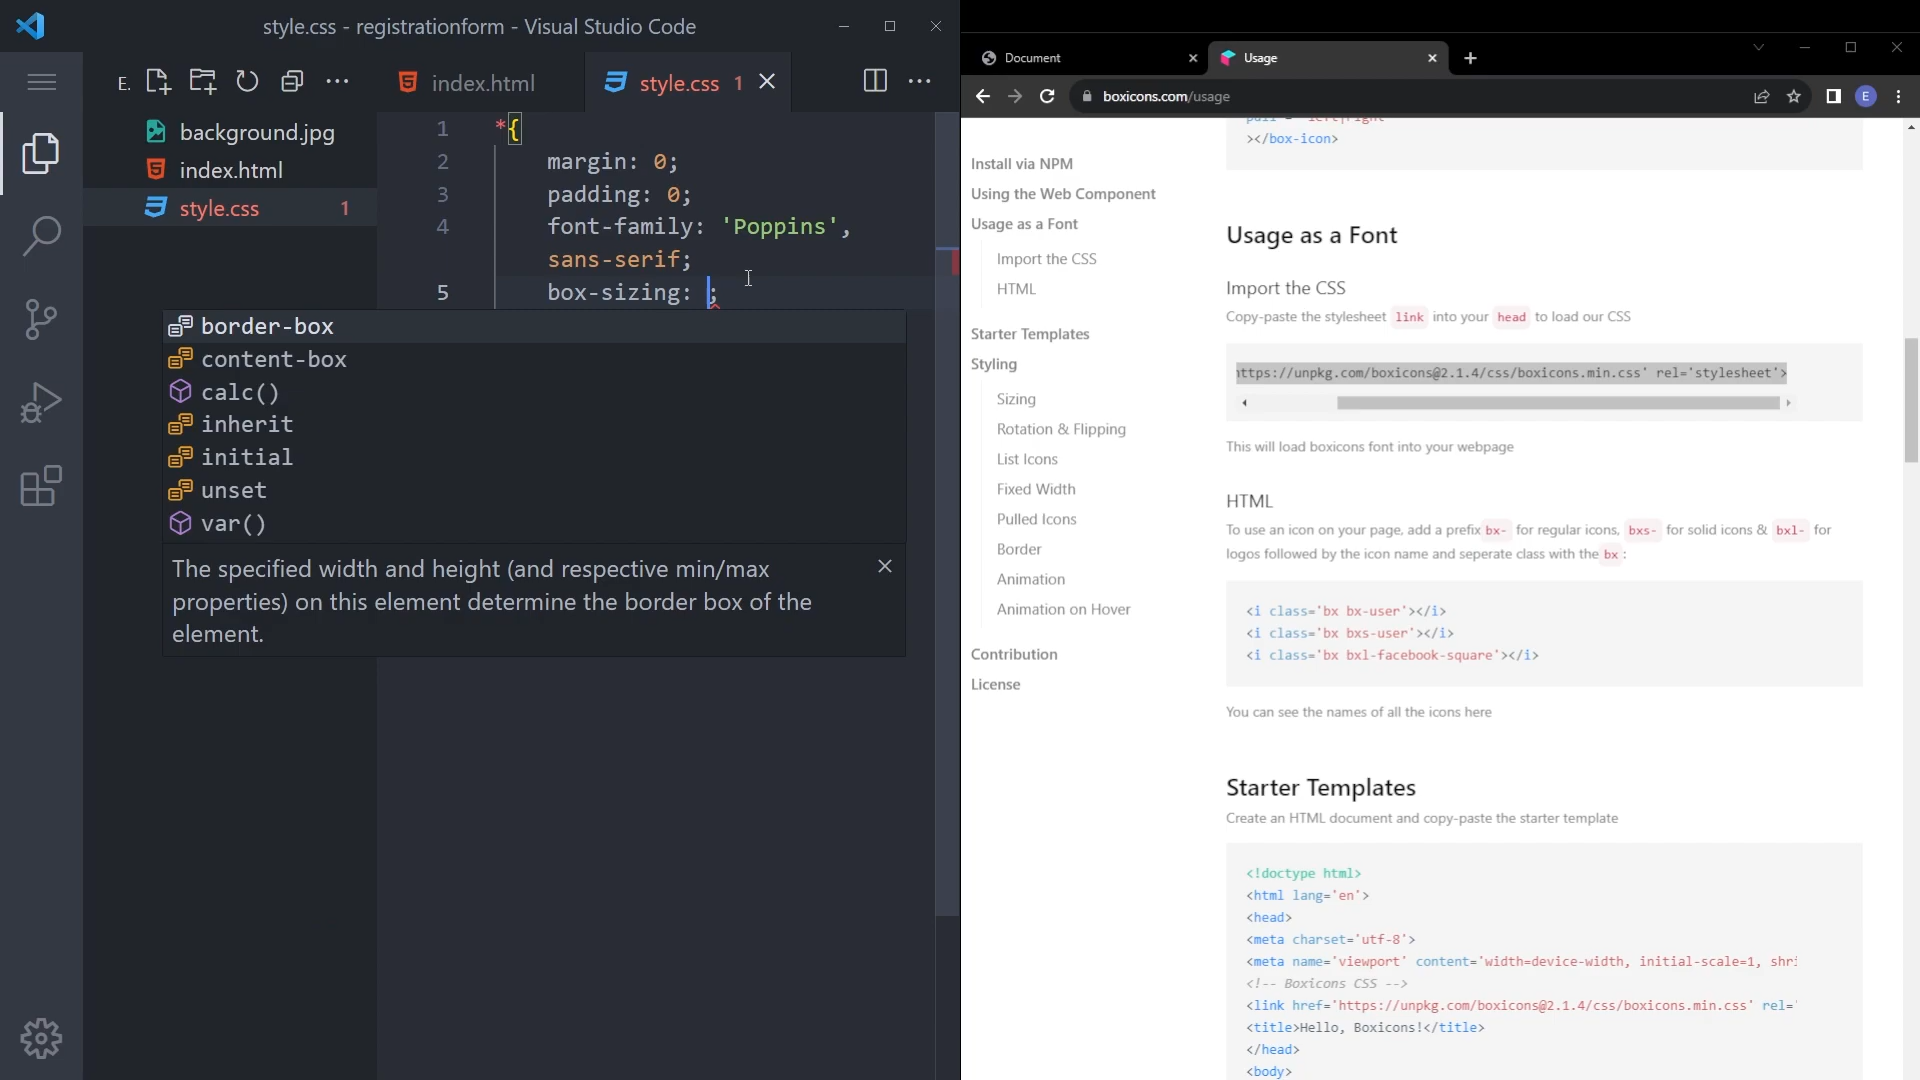 style.css - registrationform - Visual Studio Code
E.
index.html
style.css 1
background.jpg
index.html
style.css 1
1 *{
2 margin: 0;
3 padding: 0;
4 font-family: 'Poppins',
sans-serif;
5 box-sizing: ;
border-box
content-box
calc()
inherit
initial
unset
var()
The specified width and height (and respective min/max
properties) on this element determine the border box of the
element.
Document
Usage
boxicons.com/usage
E
></box-icon>
Install via NPM
Using the Web Component
Usage as a Font
Import the CSS
HTML
Starter Templates
Styling
Sizing
Rotation & Flipping
List Icons
Fixed Width
Pulled Icons
Border
Animation
Animation on Hover
Contribution
License
Usage as a Font
Import the CSS
Copy-paste the stylesheet link into your head to load our CSS
https://unpkg.com/boxicons@2.1.4/css/boxicons.min.css' rel='stylesheet'>
This will load boxicons font into your webpage
HTML
To use an icon on your page, add a prefix bx- for regular icons, bxs- for solid icons & bxl- for
logos followed by the icon name and seperate class with the bx :
<i class='bx bx-user'></i>
<i class='bx bxs-user'></i>
<i class='bx bxl-facebook-square'></i>
You can see the names of all the icons here
Starter Templates
Create an HTML document and copy-paste the starter template
<!doctype html>
<html lang='en'>
<head>
<meta charset='utf-8'>
<meta name='viewport' content='width=device-width, initial-scale=1, shri
<!-- Boxicons CSS -->
<link href='https://unpkg.com/boxicons@2.1.4/css/boxicons.min.css' rel='
<title>Hello, Boxicons!</title>
</head>
<body>